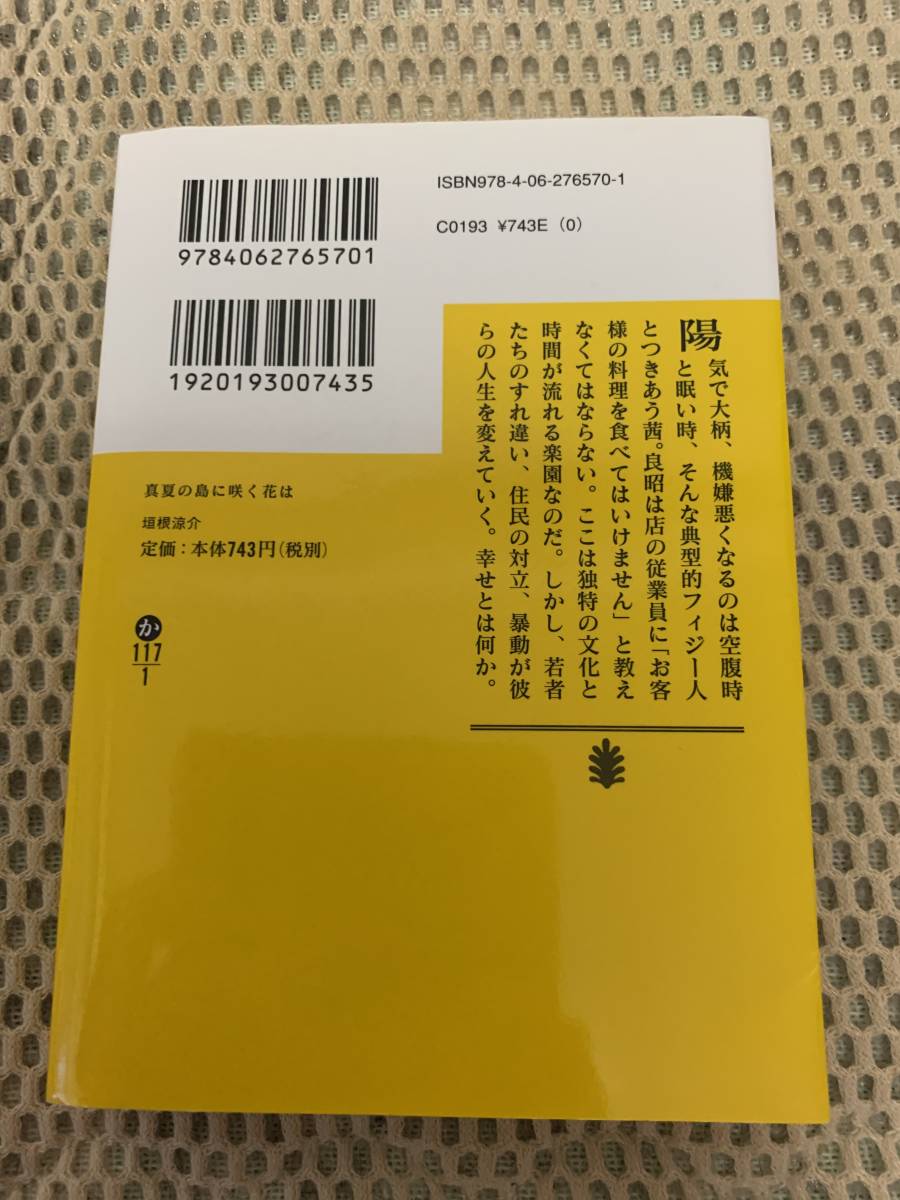 ISBN978-4-06-276570-1
C0193 ¥743E (0)
9784062765701
1920193007435
陽気で大柄、機嫌悪くなるのは空腹時
と眠い時、そんな典型的フィジー人
とつきあう茜。良昭は店の従業員に「お客
様の料理を食べてはいけません」と教え
なくてはならない。ここは独特の文化と
時間が流れる楽園なのだ。しかし、若者
たちのすれ違い、住民の対立、暴動が彼
らの人生を変えていく。幸せとは何か。
真夏の島に咲く花は
垣根涼介
定価：本体743円（税別）
か
117
1